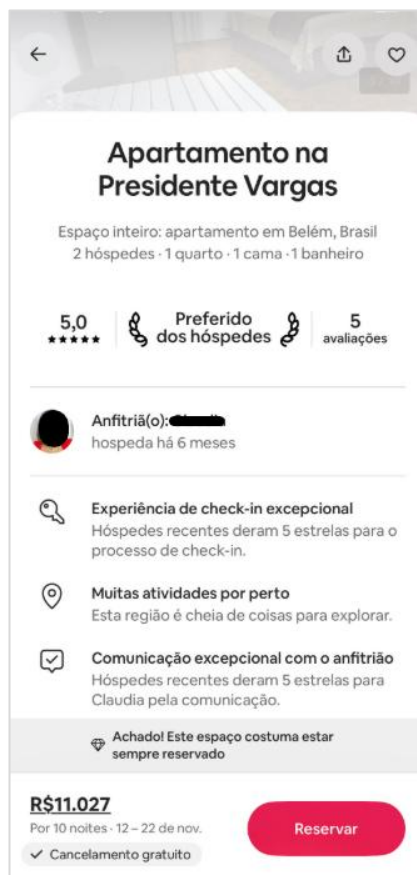 Apartamento na
Presidente Vargas
Espaço inteiro: apartamento em Belém, Brasil
2 hóspedes · 1 quarto · 1 cama · 1 banheiro
5,0
Preferido
dos hóspedes
5
avaliações
Anfitriã(o):
hospeda há 6 meses
Experiência de check-in excepcional
Hóspedes recentes deram 5 estrelas para o
processo de check-in.
Muitas atividades por perto
Esta região é cheia de coisas para explorar.
Comunicação excepcional com o anfitrião
Hóspedes recentes deram 5 estrelas para
Claudia pela comunicação.
Achado! Este espaço costuma estar
sempre reservado
R$11.027
Por 10 noites · 12 – 22 de nov.
Reservar
Cancelamento gratuito